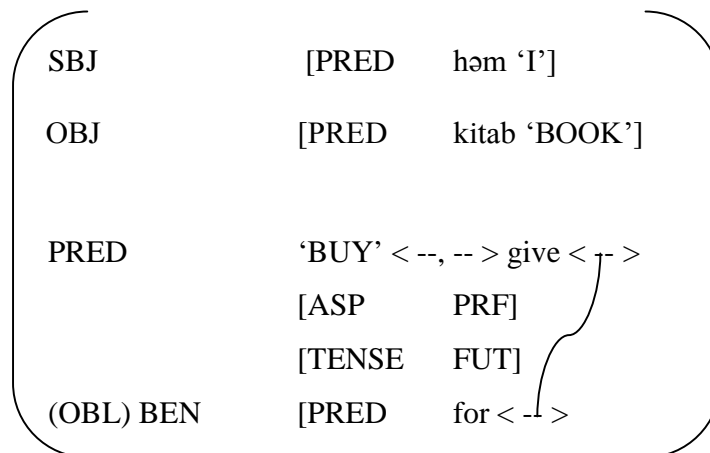 SBJ [PRED həm ‘I’]
OBJ [PRED kitab ‘BOOK’]
PRED ‘BUY’ < --, -- > give < -- >
[ASP PRF]
[TENSE FUT]
(OBL) BEN [PRED for < -- >